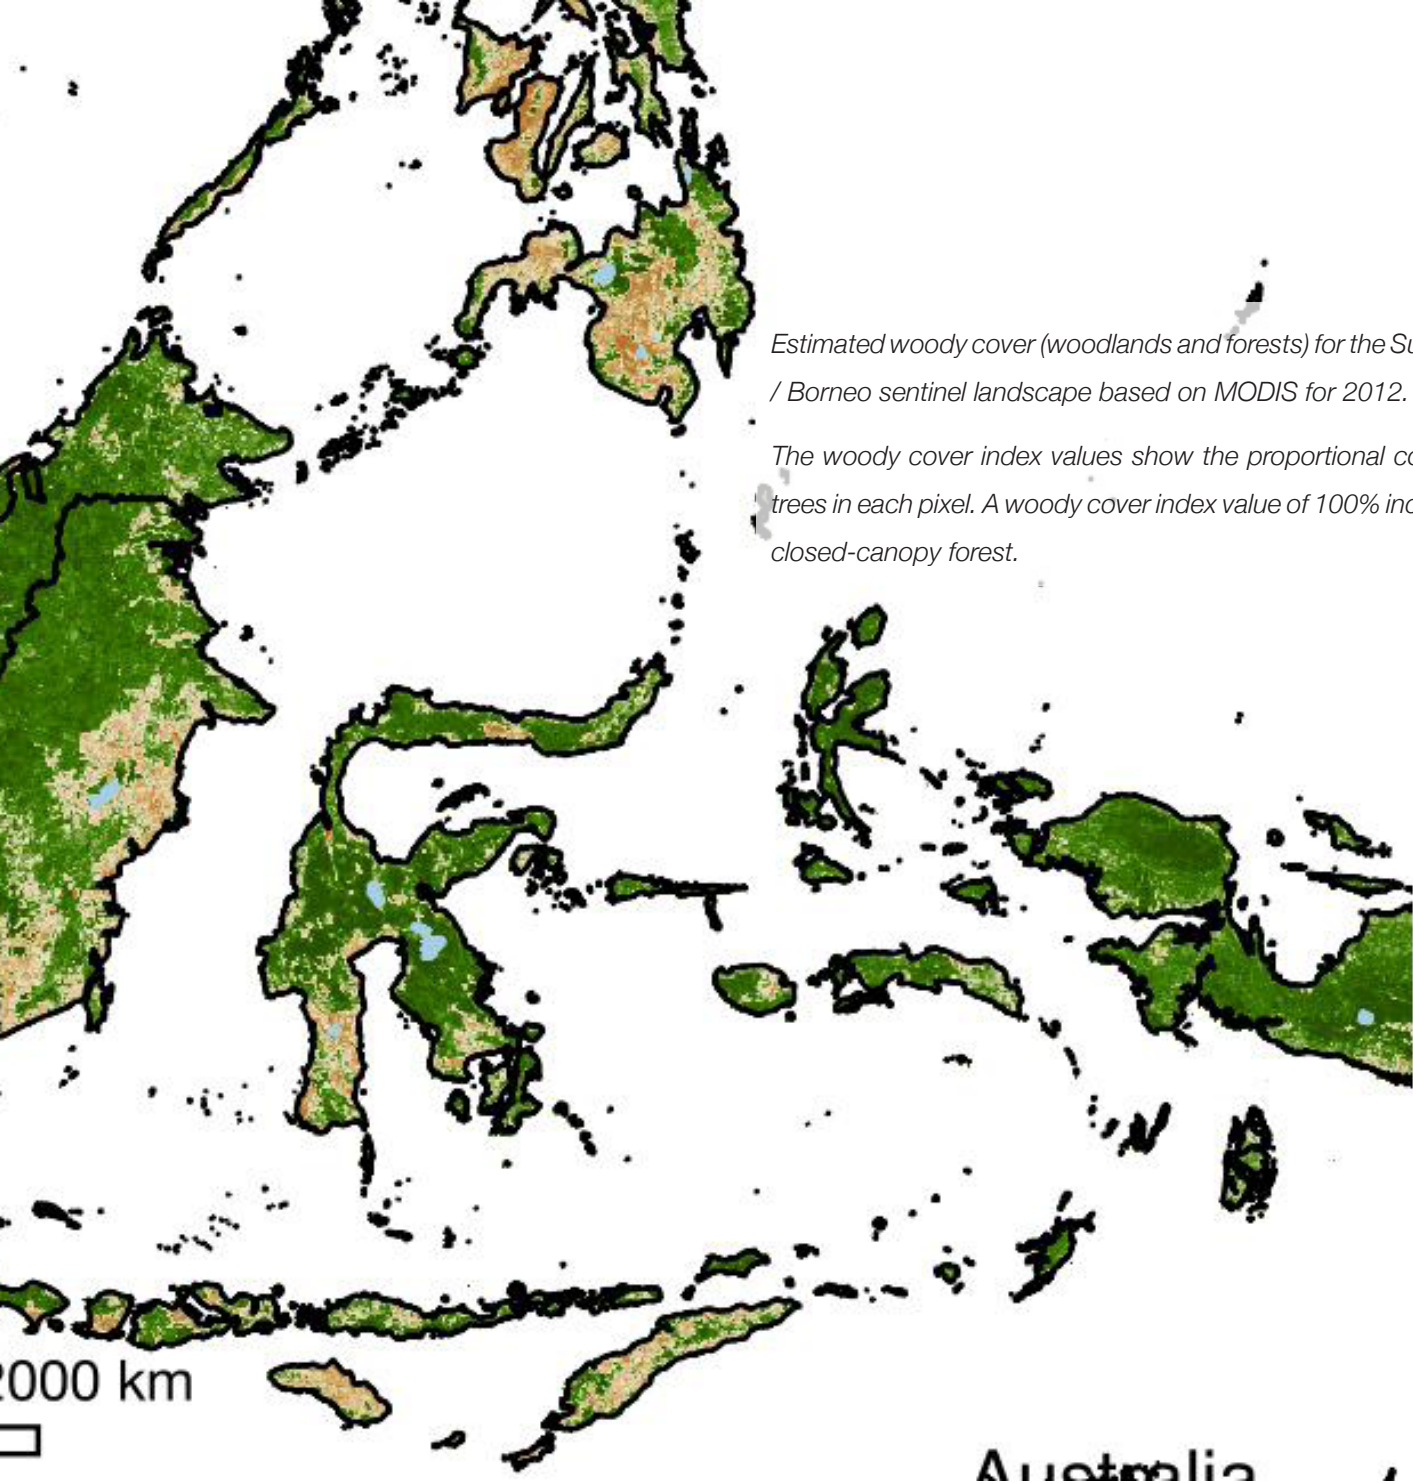 Estimated woody cover (woodlands and forests) for the
/ Borneo sentinel landscape based on MODIS for 2012.
The woody cover index values show the proportional
trees in each pixel. A woody cover index value of 100%
closed-canopy forest.
2000 km
Australia